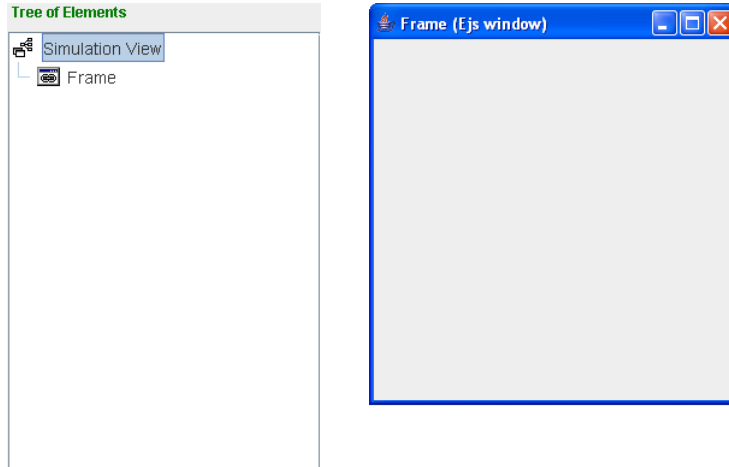 Tree of Elements
Simulation View
Frame
Frame (Ejs window)